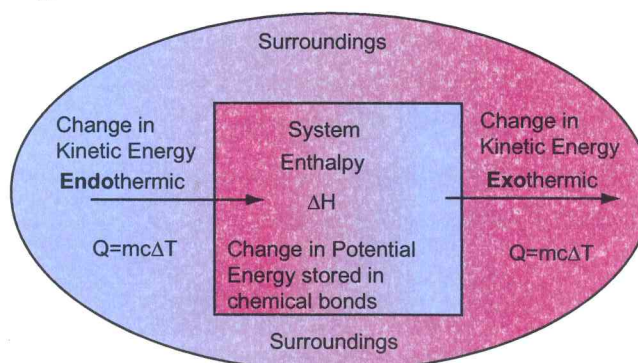 Surroundings
Change in
Kinetic Energy
Endothermic
Q=mcΔT
System
Enthalpy
ΔH
Change in Potential
Energy stored in
chemical bonds
Change in
Kinetic Energy
Exothermic
Q=mcΔT
Surroundings